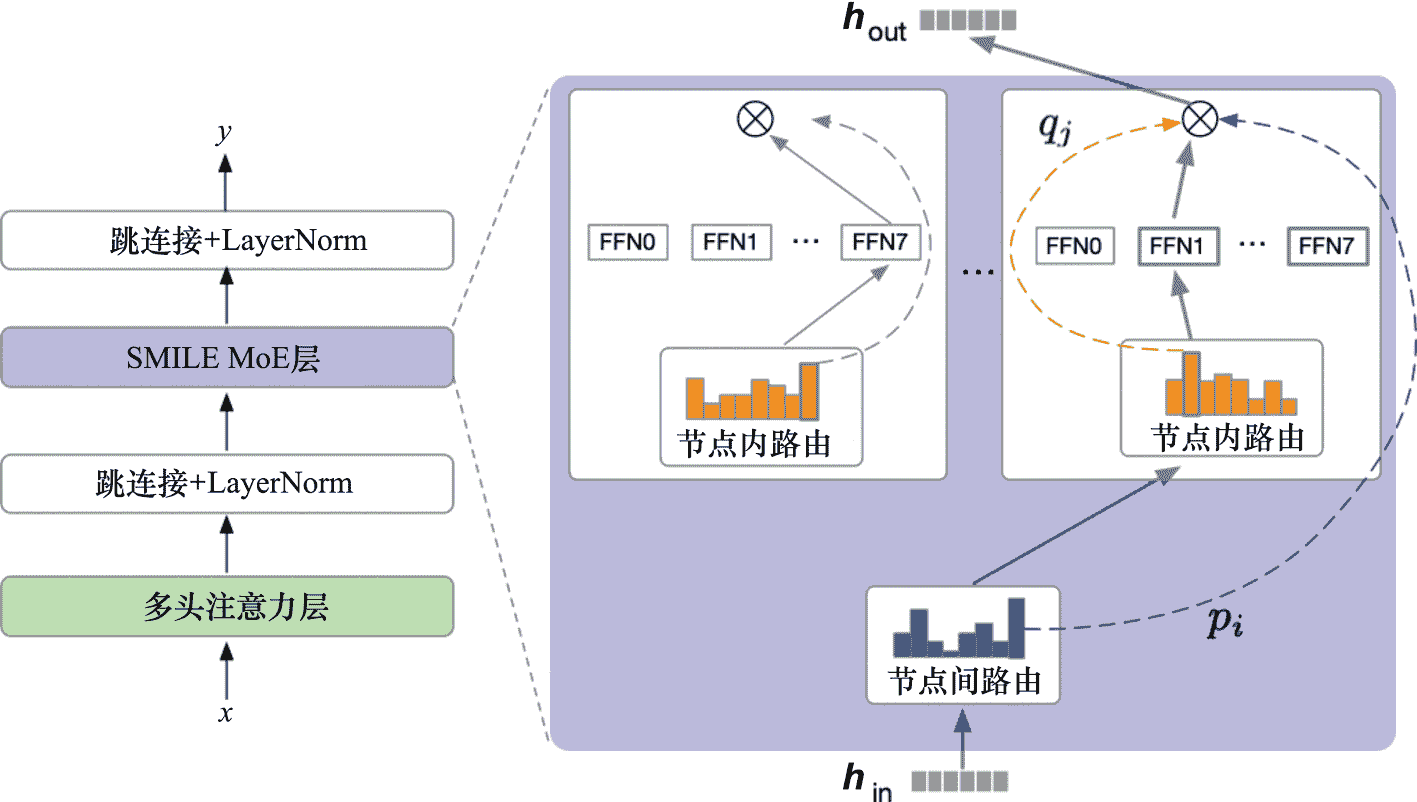 y
跳连接+LayerNorm
SMILE MoE层
跳连接+LayerNorm
多头注意力层
x
h out
FFN0 FFN1 ... FFN7
节点内路由
...
q_j
FFN0 FFN1 ... FFN7
节点内路由
p_i
节点间路由
h in